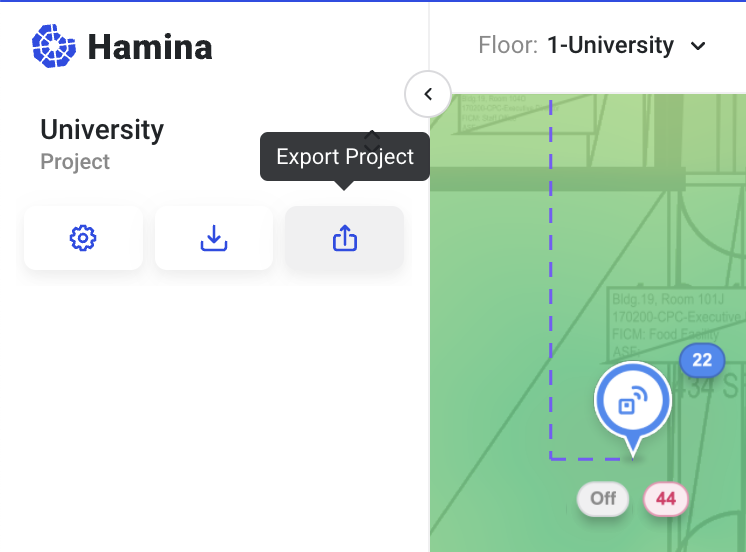 Hamina
Floor: 1-University
University
Project
Export Project
Bldg.19, Room 101J
170200-CPC-Executive
FICM. Food Facility
ASF
22
434 S
Off
44